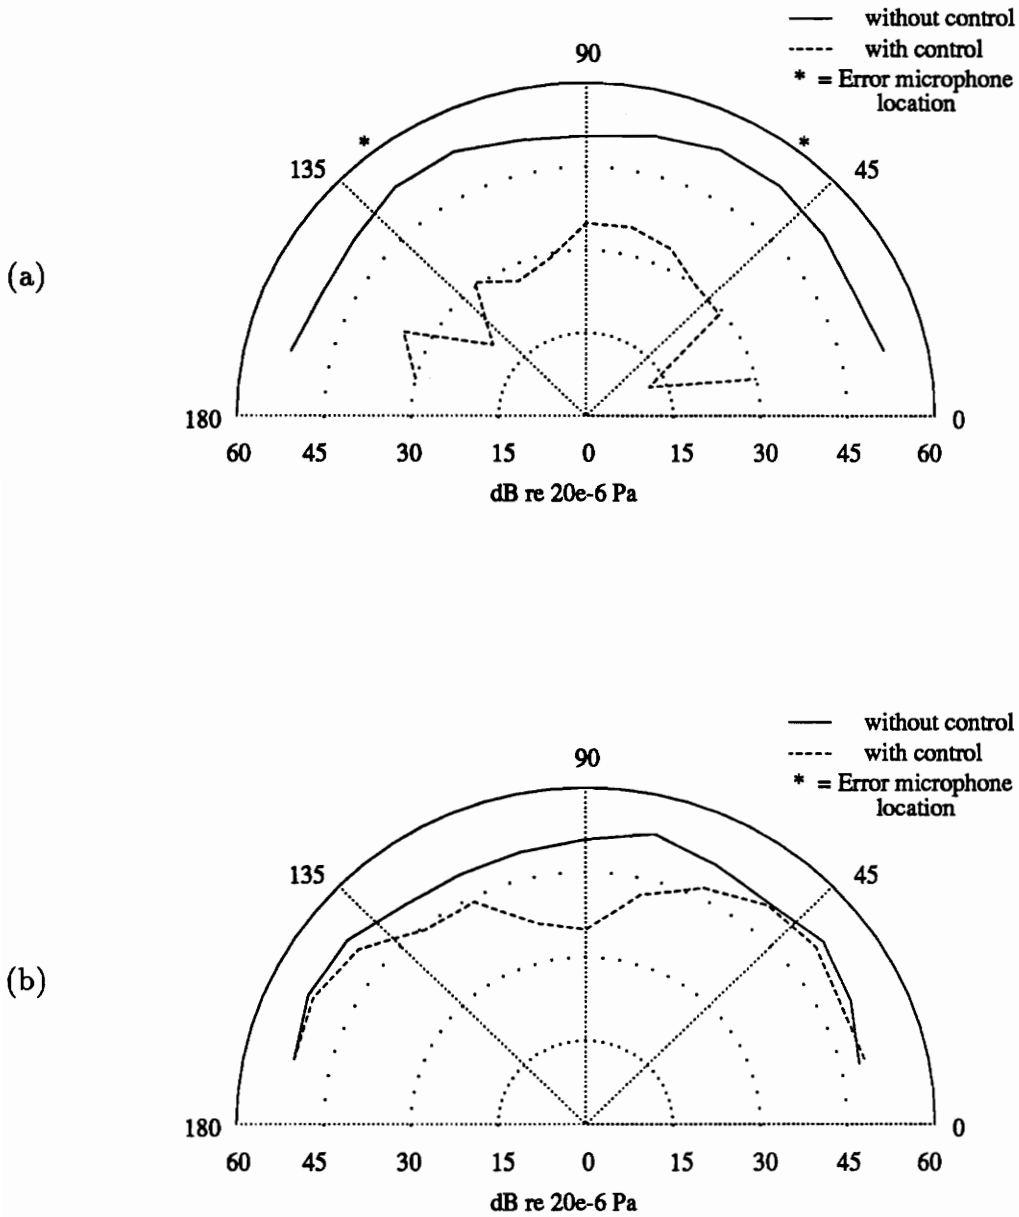 without control
with control
* = Error microphone
location
90
*
*
135
45
(a)
180
0
60 45 30 15 0 15 30 45 60
dB re 20e-6 Pa
without control
with control
* = Error microphone
location
90
135
45
(b)
180
0
60 45 30 15 0 15 30 45 60
dB re 20e-6 Pa